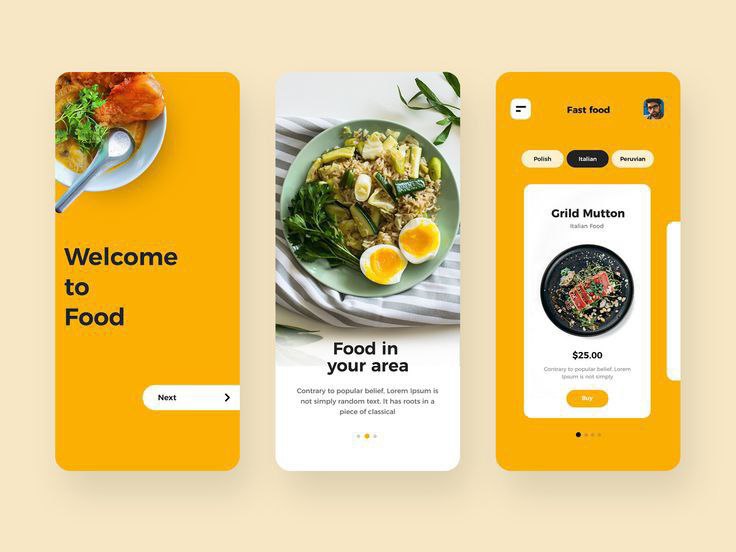 Welcome
to
Food
Next
Food in
your area
Contrary to popular belief, Lorem Ipsum is
not simply random text. It has roots in a
piece of classical
Fast food
Polish
Italian
Peruvian
Grild Mutton
Italian Food
$25.00
Contrary to popular belief, Lorem
Ipsum is not simply
Buy